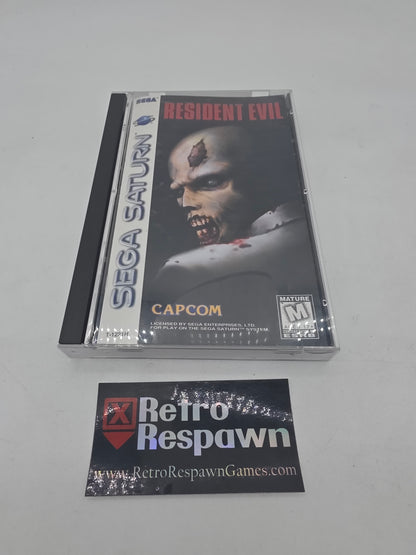 SEGA
RESIDENT EVIL
SEGA SATURN™
CAPCOM
LICENSED BY SEGA ENTERPRISES, LTD.
FOR PLAY ON THE SEGA SATURN™ SYSTEM.
MATURE
M
Retro
Respawn
www.RetroRespawnGames.com